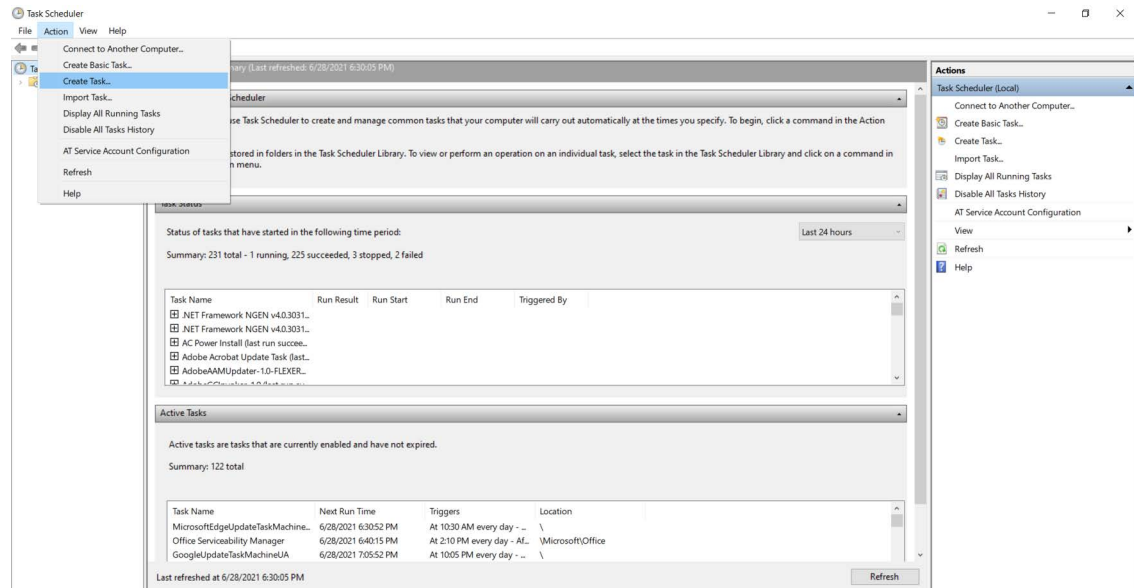 Task Scheduler
File Action View Help
Connect to Another Computer...
Create Basic Task...
Create Task...
Import Task...
Display All Running Tasks
Disable All Tasks History
AT Service Account Configuration
Refresh
Help
(Last refreshed: 6/28/2021 6:30:05 PM)
Scheduler
use Task Scheduler to create and manage common tasks that your computer will carry out automatically at the times you specify. To begin, click a command in the Action
stored in folders in the Task Scheduler Library. To view or perform an operation on an individual task, select the task in the Task Scheduler Library and click on a command in
menu.
Task Status
Status of tasks that have started in the following time period:
Last 24 hours
Summary: 231 total - 1 running, 225 succeeded, 3 stopped, 2 failed
Task Name Run Result Run Start Run End Triggered By
.NET Framework NGEN v4.0.3031...
.NET Framework NGEN v4.0.3031...
AC Power Install (last run succee...
Adobe Acrobat Update Task (last...
AdobeAAMUpdater-1.0-FLEXER...
Active Tasks
Active tasks are tasks that are currently enabled and have not expired.
Summary: 122 total
Task Name Next Run Time Triggers Location
MicrosoftEdgeUpdateTaskMachine... 6/28/2021 6:30:52 PM At 10:30 AM every day - ... \
Office Serviceability Manager 6/28/2021 6:40:15 PM At 2:10 PM every day - Af... \Microsoft\Office
GoogleUpdateTaskMachineUA 6/28/2021 7:05:52 PM At 10:05 PM every day - ... \
Last refreshed at 6/28/2021 6:30:05 PM
Refresh
Actions
Task Scheduler (Local)
Connect to Another Computer...
Create Basic Task...
Create Task...
Import Task...
Display All Running Tasks
Disable All Tasks History
AT Service Account Configuration
View
Refresh
Help